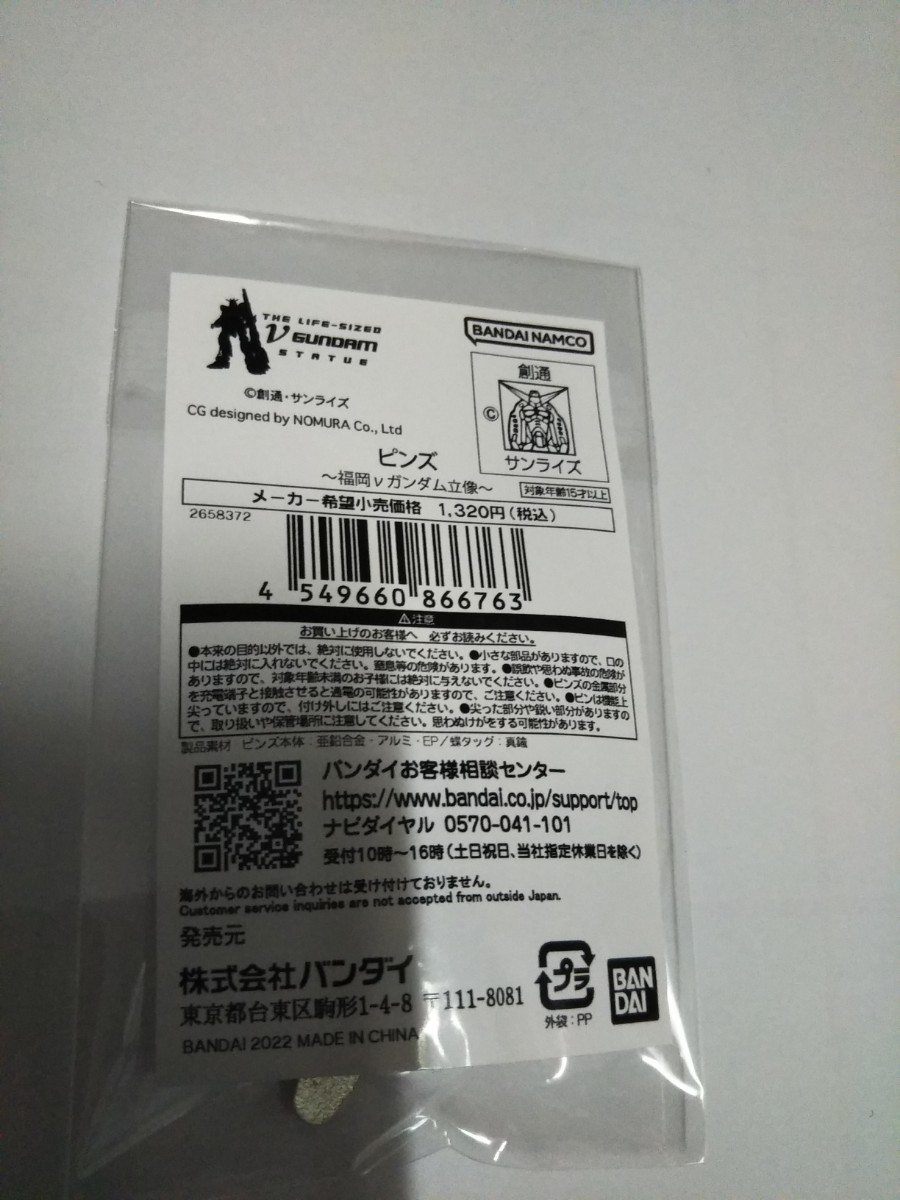 THE LIFE-SIZED
ν GUNDAM
STATUE
BANDAI NAMCO
©創通・サンライズ
CG designed by NOMURA Co., Ltd
創通
©
サンライズ
ピンズ
～福岡νガンダム立像～
対象年齢15才以上
メーカー希望小売価格 1,320円(税込)
2658372
4 549660 866763
⚠注意
お買い上げのお客様へ 必ずお読みください。
●本来の目的以外では、絶対に使用しないでください。●小さな部品がありますので、口の
中には絶対に入れないでください。窒息等の危険があります。●誤飲や思わぬ事故の危険が
ありますので、対象年齢未満のお子様には絶対に与えないでください。●ピンズの金属部分
を充電端子と接触させると通電の可能性がありますので、ご注意ください。●ピンは機能上
尖っていますので、付け外しにはご注意ください。●尖った部分や鋭い部分がありますの
で、取り扱いや保管場所に注意してください。思わぬけがをする可能性があります。
製品素材 ピンズ本体:亜鉛合金・アルミ・EP/蝶タッグ:真鍮
バンダイお客様相談センター
https://www.bandai.co.jp/support/top
ナビダイヤル 0570-041-101
受付10時～16時(土日祝日、当社指定休業日を除く)
海外からのお問い合わせは受け付けておりません。
Customer service inquiries are not accepted from outside Japan.
発売元
株式会社バンダイ
東京都台東区駒形1-4-8 〒111-8081
BANDAI 2022 MADE IN CHINA
プラ
外袋:PP
BAN
DAI